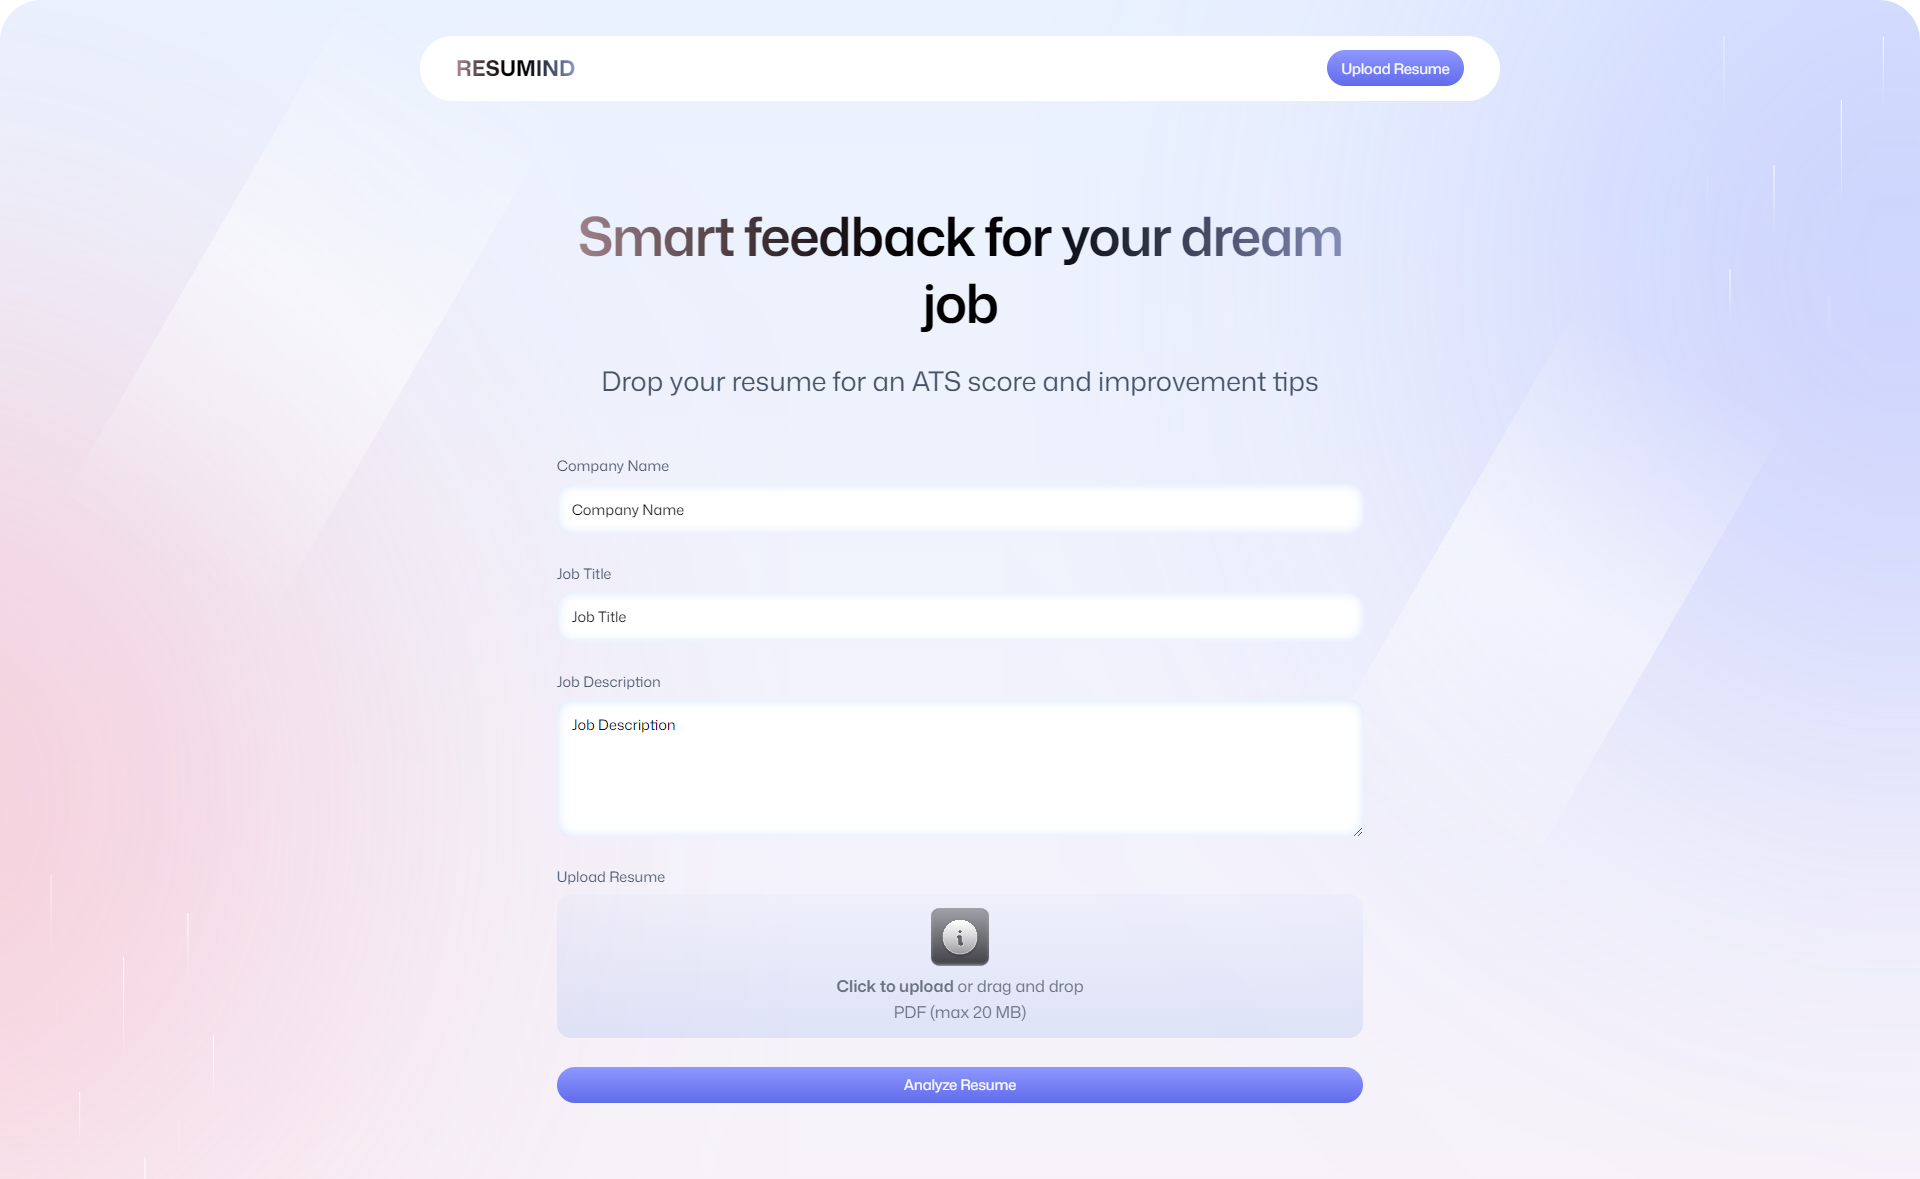 RESUMIND
Upload Resume
Smart feedback for your dream
job
Drop your resume for an ATS score and improvement tips
Company Name
Company Name
Job Title
Job Title
Job Description
Job Description
Upload Resume
i
Click to upload or drag and drop
PDF (max 20 MB)
Analyze Resume